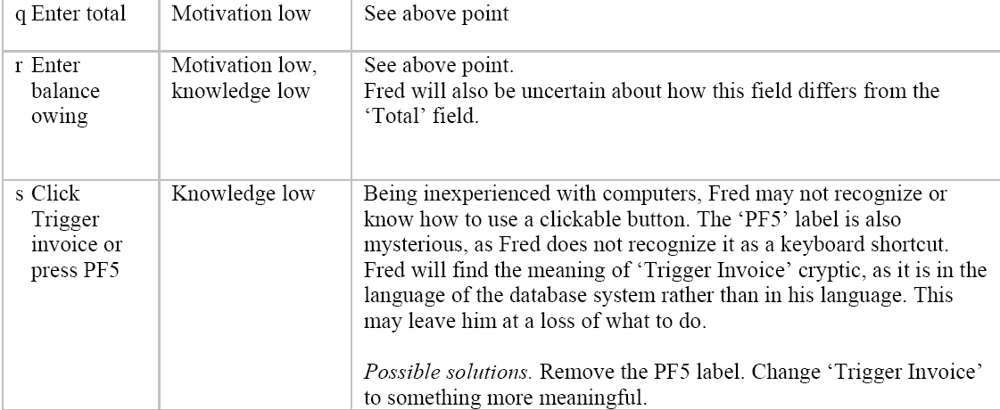 q Enter total
Motivation low
See above point
r Enter
balance
owing
Motivation low,
knowledge low
See above point.
Fred will also be uncertain about how this field differs from the
‘Total’ field.
s Click
Trigger
invoice or
press PF5
Knowledge low
Being inexperienced with computers, Fred may not recognize or
know how to use a clickable button. The ‘PF5’ label is also
mysterious, as Fred does not recognize it as a keyboard shortcut.
Fred will find the meaning of ‘Trigger Invoice’ cryptic, as it is in the
language of the database system rather than in his language. This
may leave him at a loss of what to do.
Possible solutions. Remove the PF5 label. Change ‘Trigger Invoice’
to something more meaningful.